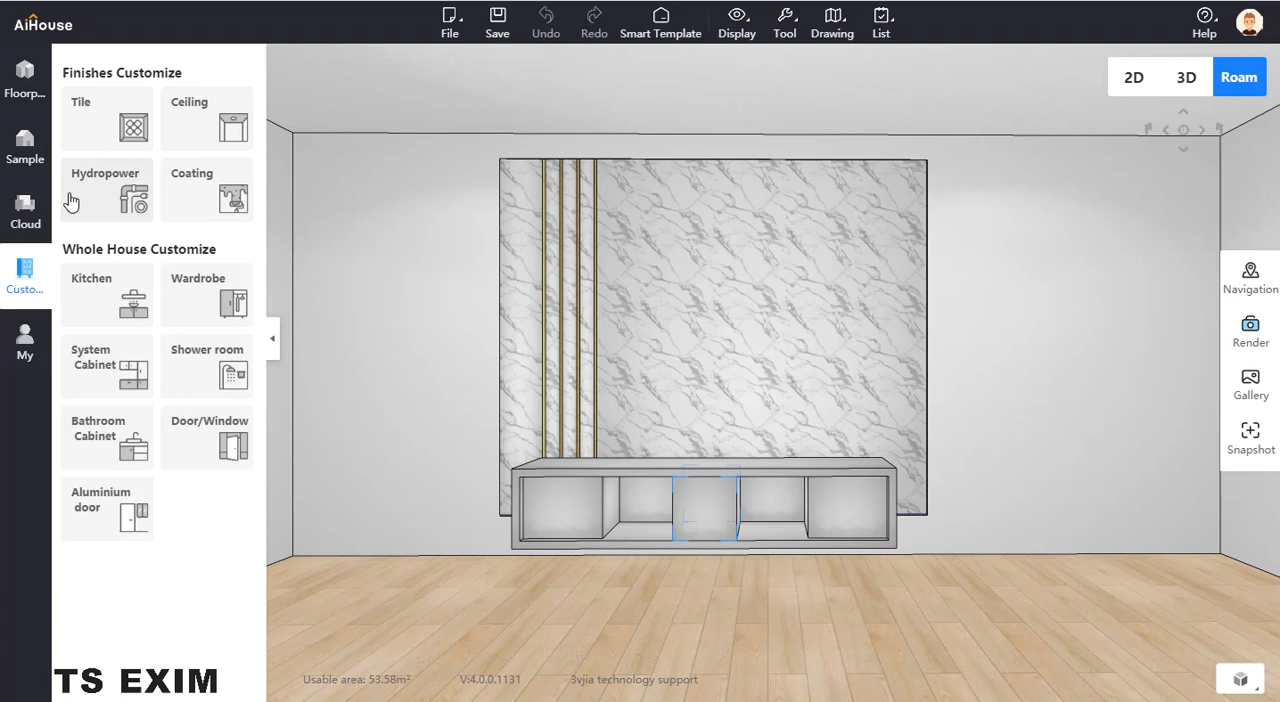 AiHouse
File
Save
Undo
Redo
Smart Template
Display
Tool
Drawing
List
Help
Floorp...
Sample
Cloud
Custo...
My
Finishes Customize
Tile
Ceiling
Hydropower
Coating
Whole House Customize
Kitchen
Wardrobe
System
Cabinet
Shower room
Bathroom
Cabinet
Door/Window
Aluminium
door
2D
3D
Roam
Navigation
Render
Gallery
Snapshot
TS EXIM
Usable area: 53.58m²
V:4.0.0.1131
3vjia technology support